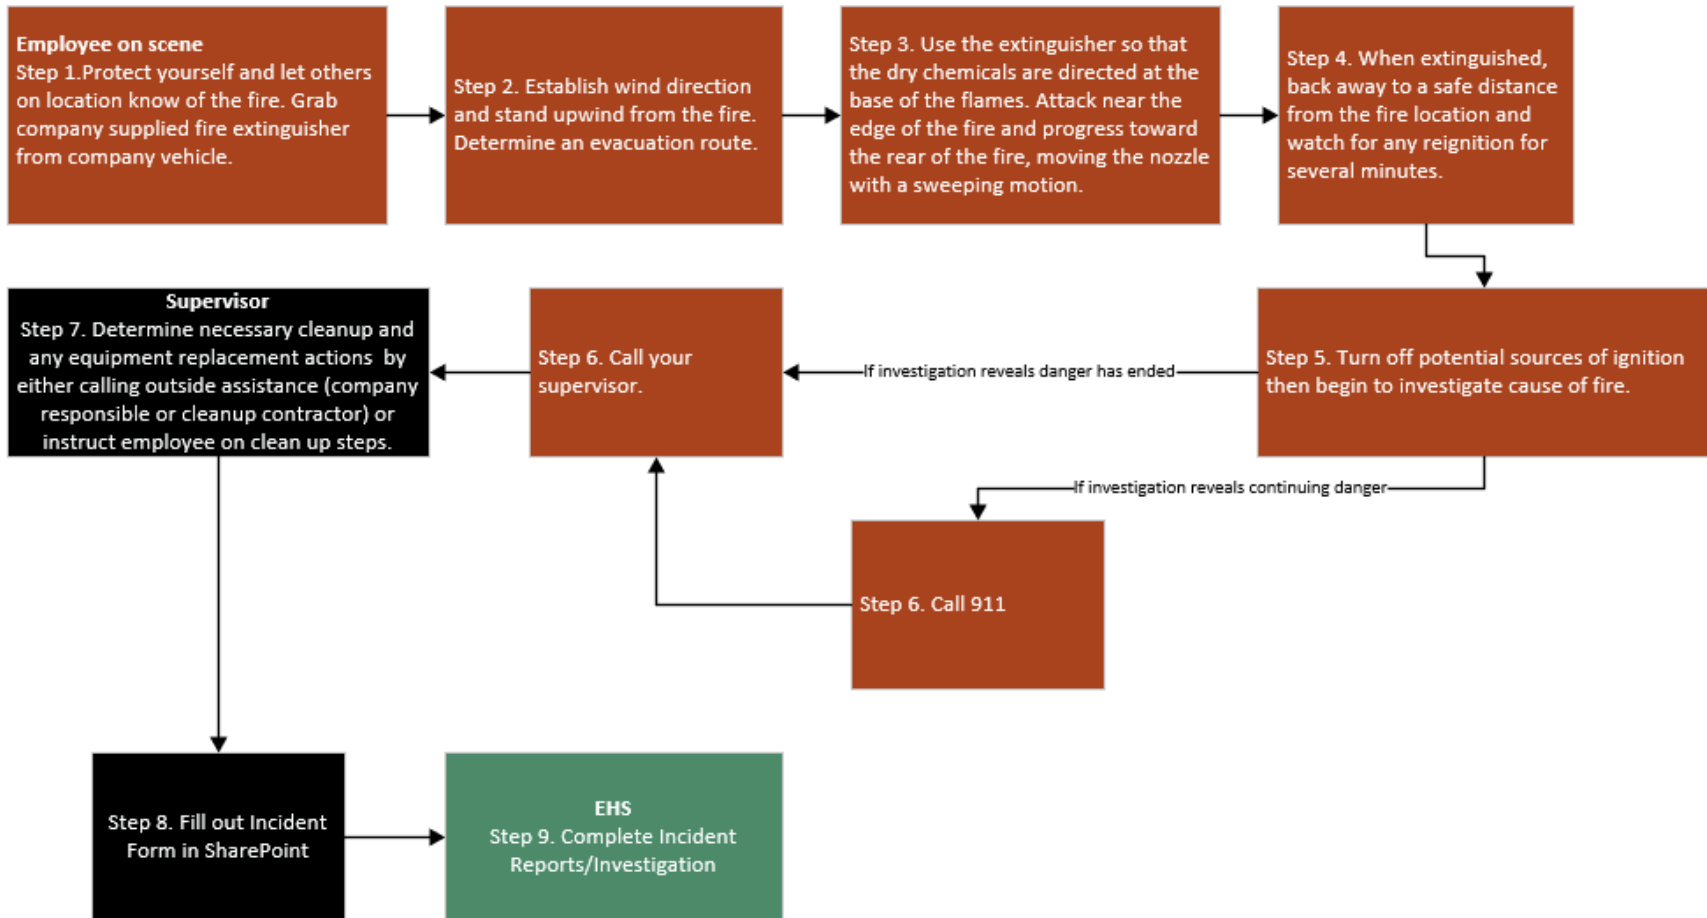 Employee on scene
Step 1.Protect yourself and let others
on location know of the fire. Grab
company supplied fire extinguisher
from company vehicle.
Step 2. Establish wind direction
and stand upwind from the fire.
Determine an evacuation route.
Step 3. Use the extinguisher so that
the dry chemicals are directed at the
base of the flames. Attack near the
edge of the fire and progress toward
the rear of the fire, moving the nozzle
with a sweeping motion.
Step 4. When extinguished,
back away to a safe distance
from the fire location and
watch for any reignition for
several minutes.
Step 5. Turn off potential sources of ignition
then begin to investigate cause of fire.
If investigation reveals danger has ended
Step 6. Call your
supervisor.
If investigation reveals continuing danger
Step 6. Call 911
Supervisor
Step 7. Determine necessary cleanup and
any equipment replacement actions by
either calling outside assistance (company
responsible or cleanup contractor) or
instruct employee on clean up steps.
Step 8. Fill out Incident
Form in SharePoint
EHS
Step 9. Complete Incident
Reports/Investigation